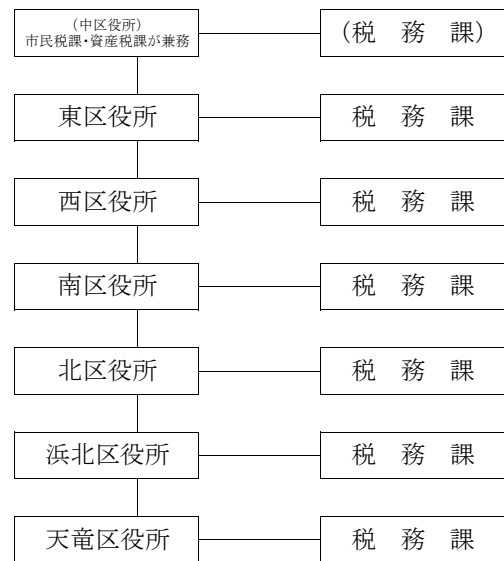 （中区役所）
市民税課・資産税課が兼務
（税　務　課）
東区役所
税　務　課
西区役所
税　務　課
南区役所
税　務　課
北区役所
税　務　課
浜北区役所
税　務　課
天竜区役所
税　務　課